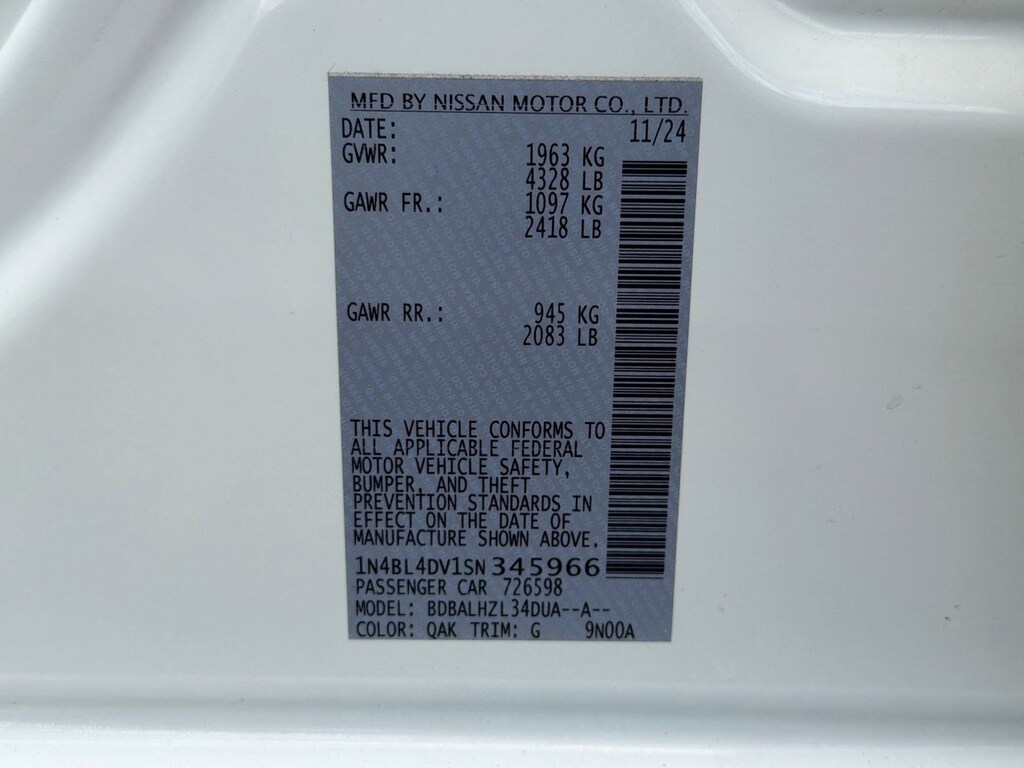 MFD BY NISSAN MOTOR CO., LTD.
DATE: 11/24
GVWR: 1963 KG
4328 LB
GAWR FR.: 1097 KG
2418 LB
GAWR RR.: 945 KG
2083 LB
THIS VEHICLE CONFORMS TO
ALL APPLICABLE FEDERAL
MOTOR VEHICLE SAFETY,
BUMPER, AND THEFT
PREVENTION STANDARDS IN
EFFECT ON THE DATE OF
MANUFACTURE SHOWN ABOVE.
1N4BL4DV1SN 345966
PASSENGER CAR 726598
MODEL: BDBALHZL34DUA--A--
COLOR: QAK TRIM: G 9N00A